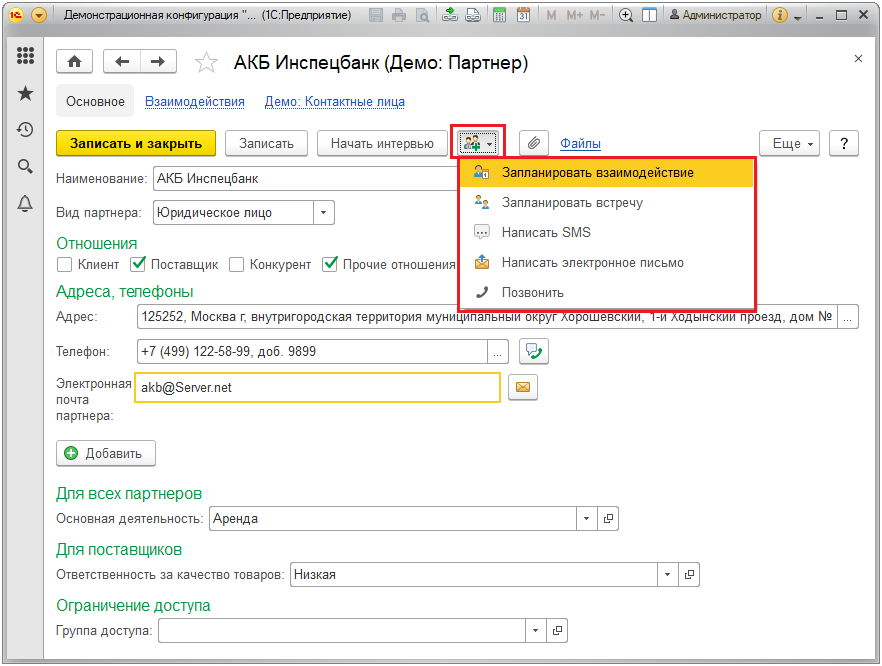 Демонстрационная конфигурация "... (1С:Предприятие)
M M+ M- Администратор
АКБ Инспецбанк (Демо: Партнер)
Основное Взаимодействия Демо: Контактные лица
Записать и закрыть Записать Начать интервью Файлы Еще ?
Наименование: АКБ Инспецбанк
Запланировать взаимодействие
Запланировать встречу
Написать SMS
Написать электронное письмо
Позвонить
Вид партнера: Юридическое лицо
Отношения
Клиент Поставщик Конкурент Прочие отношения
Адреса, телефоны
Адрес: 125252, Москва г, внутригородская территория муниципальный округ Хорошевский, 1-й Ходынский проезд, дом № ...
Телефон: +7 (499) 122-58-99, доб. 9899 ...
Электронная почта партнера: akb@Server.net
Добавить
Для всех партнеров
Основная деятельность: Аренда
Для поставщиков
Ответственность за качество товаров: Низкая
Ограничение доступа
Группа доступа: